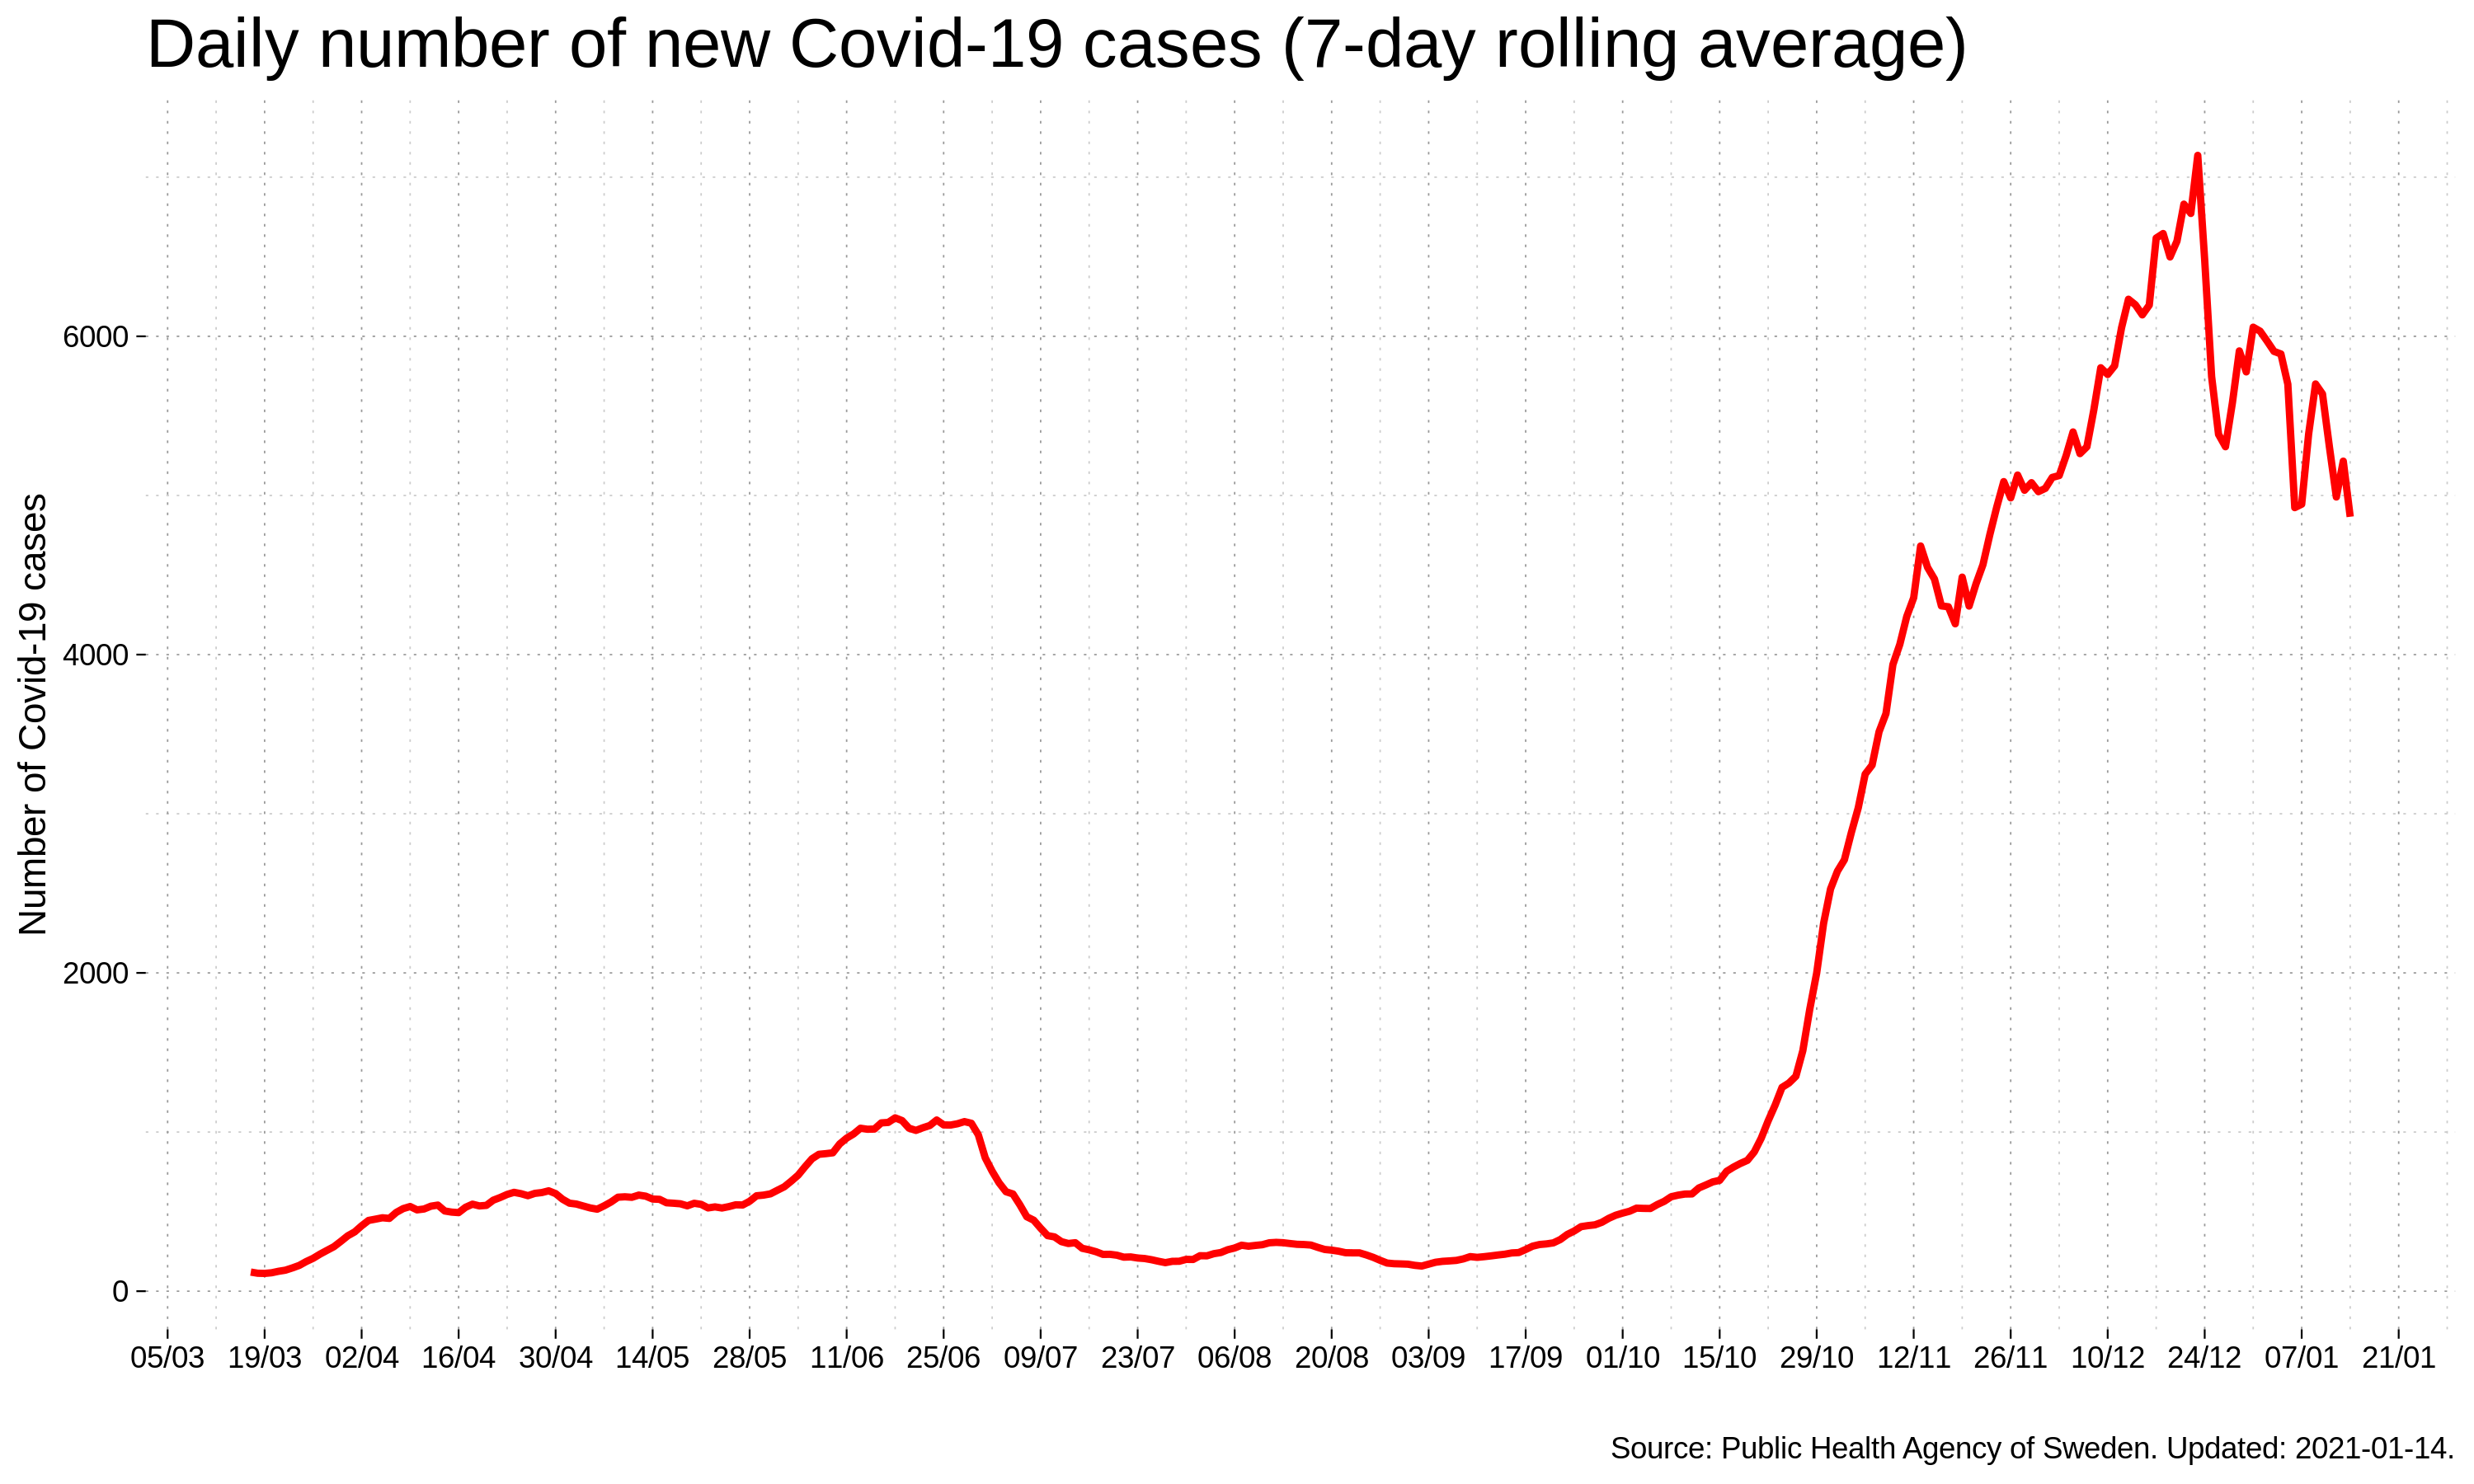 Daily number of new Covid-19 cases (7-day rolling average)
Number of Covid-19 cases
6000
4000
2000
0
05/03 19/03 02/04 16/04 30/04 14/05 28/05 11/06 25/06 09/07 23/07 06/08 20/08 03/09 17/09 01/10 15/10 29/10 12/11 26/11 10/12 24/12 07/01 21/01
Source: Public Health Agency of Sweden. Updated: 2021-01-14.